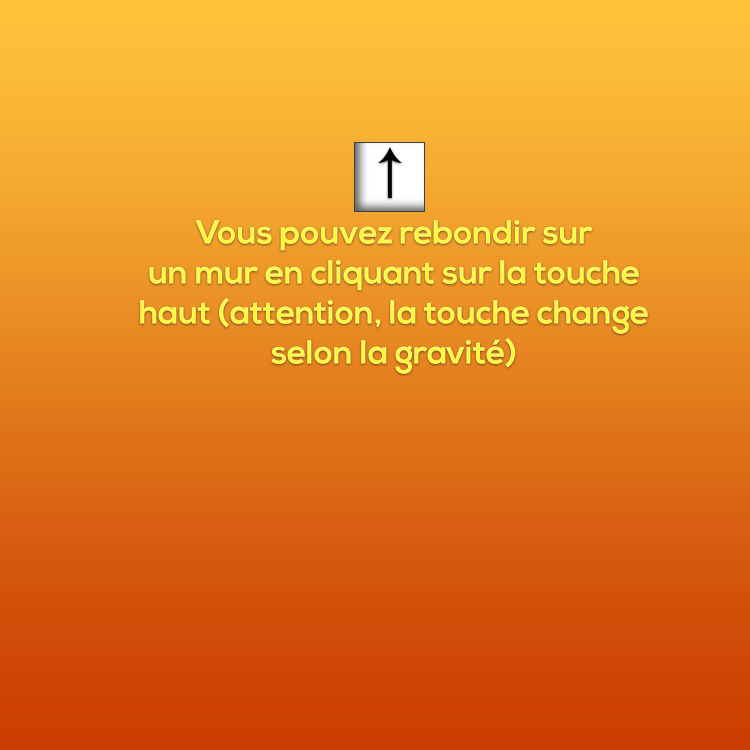 Vous pouvez rebondir sur
un mur en cliquant sur la touche
haut (attention, la touche change
selon la gravité)